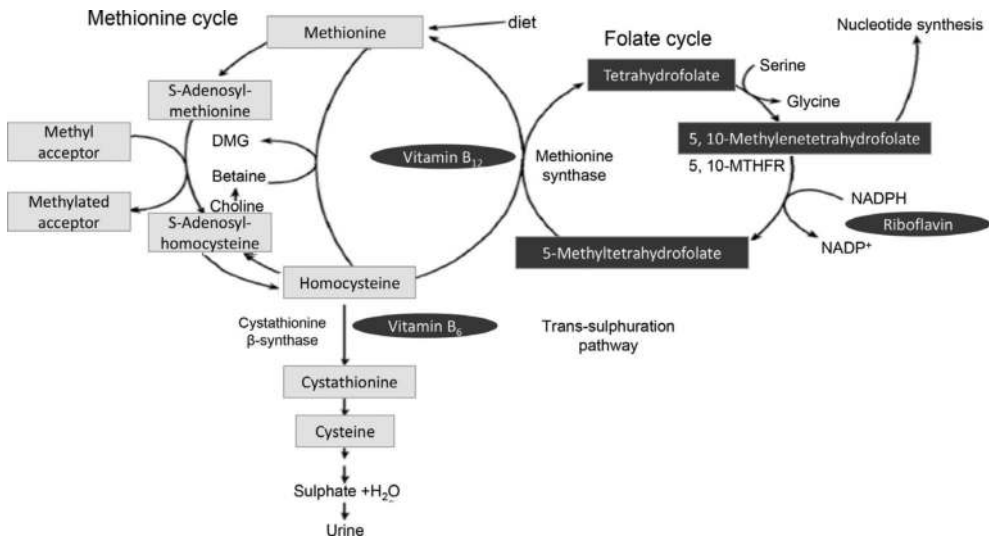 Methionine cycle
Methionine
diet
Folate cycle
Nucleotide synthesis
Tetrahydrofolate
Serine
Glycine
S-Adenosyl-
methionine
Methyl
acceptor
DMG
Vitamin B₁₂
Methionine
synthase
5, 10-Methylenetetrahydrofolate
5, 10-MTHFR
Betaine
Choline
NADPH
Riboflavin
NADP⁺
Methylated
acceptor
S-Adenosyl-
homocysteine
5-Methyltetrahydrofolate
Homocysteine
Cystathionine
β-synthase
Vitamin B₆
Trans-sulphuration
pathway
Cystathionine
Cysteine
Sulphate +H₂O
Urine